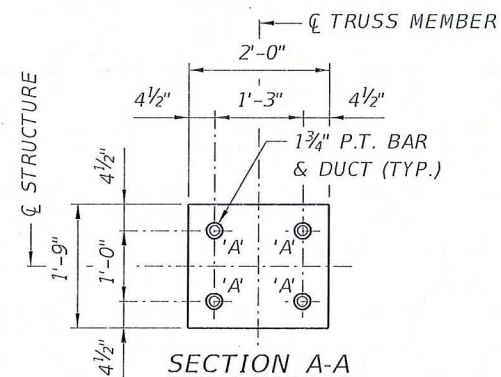 ℄ TRUSS MEMBER
2'-0"
4½" 1'-3" 4½"
℄ STRUCTURE
4½"
1¾" P.T. BAR
& DUCT (TYP.)
1'-9"
1'-0"
'A' 'A'
'A' 'A'
4½"
SECTION A-A